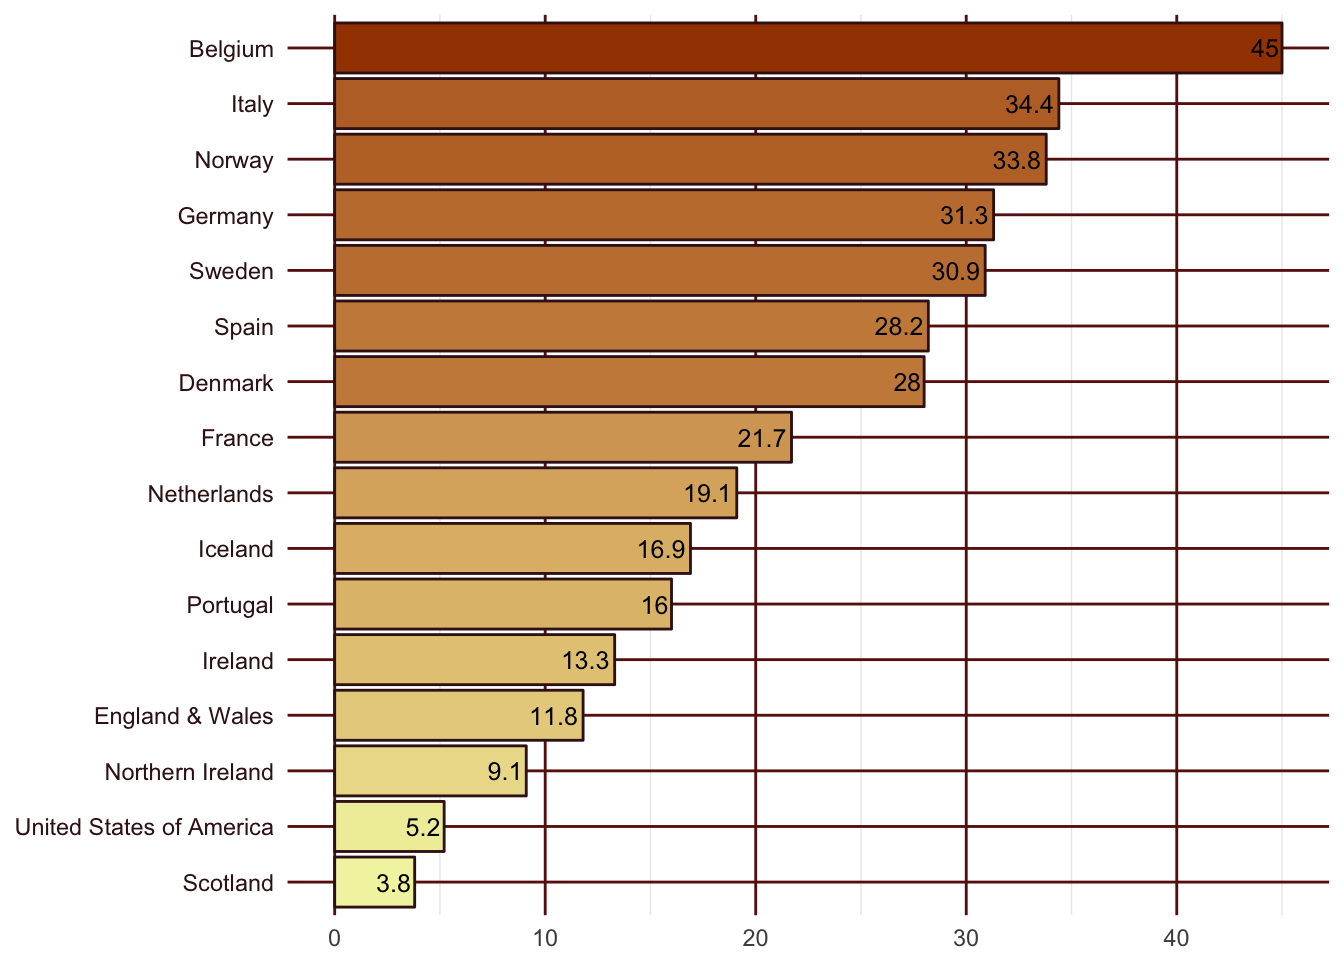 Belgium 45
Italy 34.4
Norway 33.8
Germany 31.3
Sweden 30.9
Spain 28.2
Denmark 28
France 21.7
Netherlands 19.1
Iceland 16.9
Portugal 16
Ireland 13.3
England & Wales 11.8
Northern Ireland 9.1
United States of America 5.2
Scotland 3.8
0 10 20 30 40